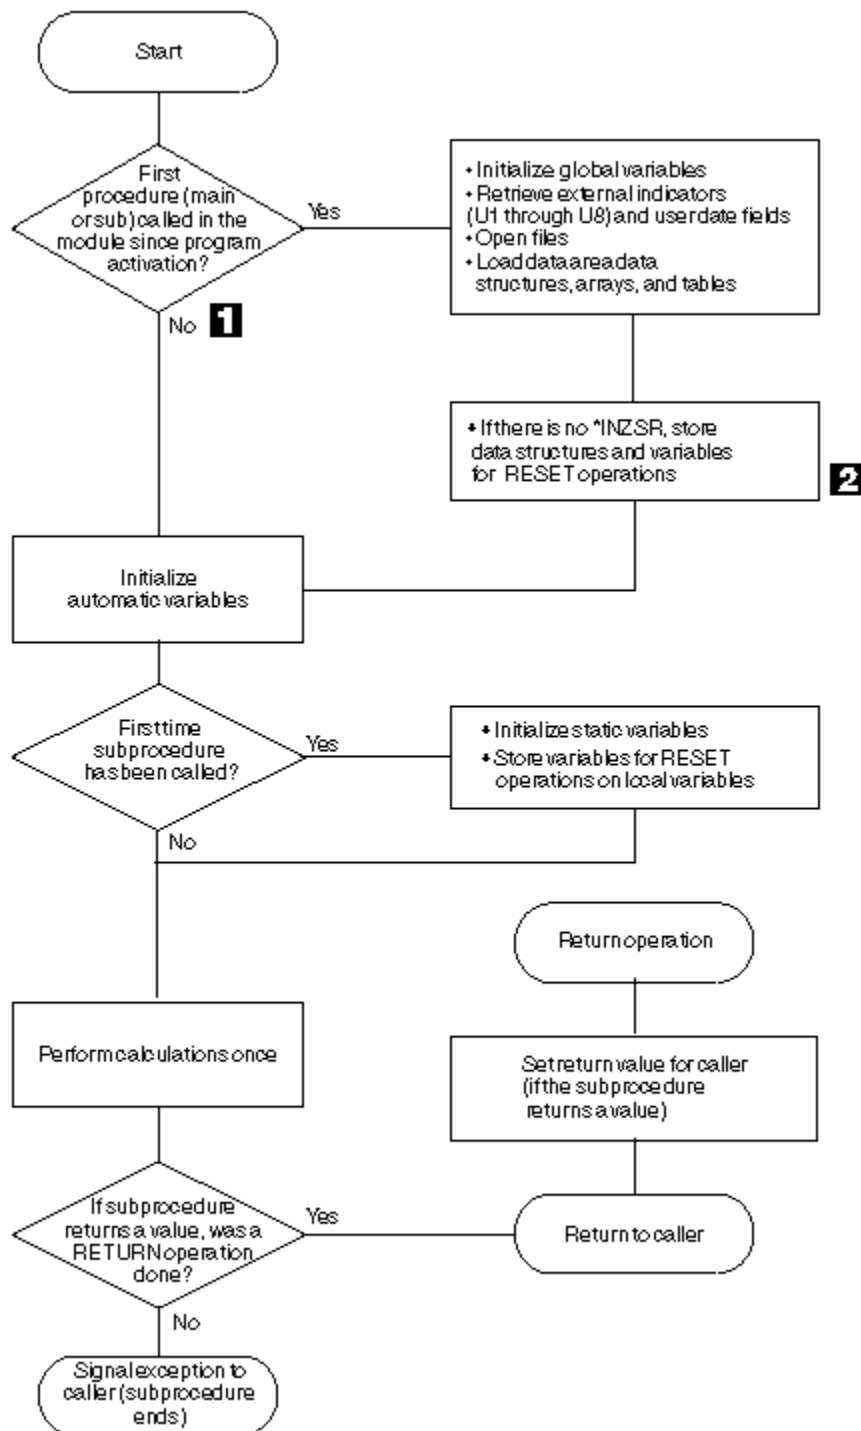 Start
First
procedure (main
or sub) called in the
module since program
activation?
Yes
• Initialize global variables
• Retrieve external indicators
(U1 through U8) and user date fields
• Open files
• Load data area data
structures, arrays, and tables
No 1
• If there is no *INZSR, store
data structures and variables
for RESET operations
2
Initialize
automatic variables
First time
subprocedure
has been called?
Yes
• Initialize static variables
• Store variables for RESET
operations on local variables
No
Return operation
Perform calculations once
Set return value for caller
(if the subprocedure
returns a value)
If subprocedure
returns a value, was a
RETURN operation
done?
Yes
Return to caller
No
Signal exception to
caller (subprocedure
ends)